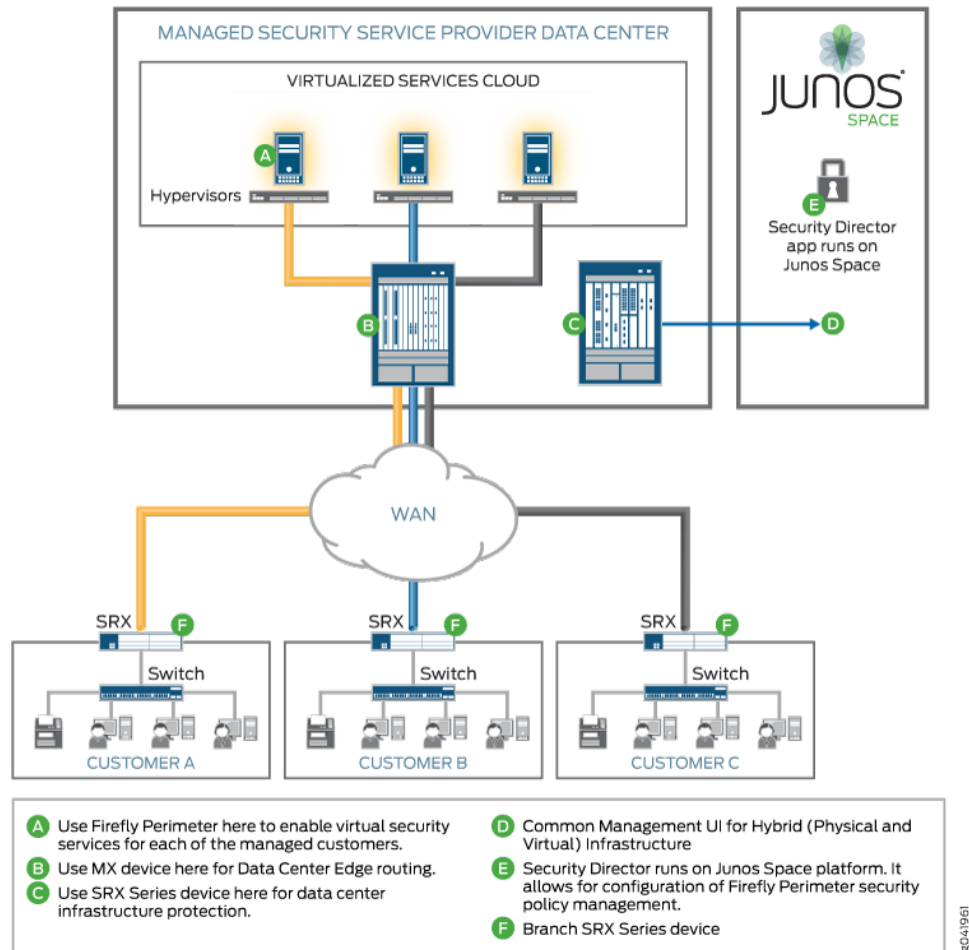 MANAGED SECURITY SERVICE PROVIDER DATA CENTER
VIRTUALIZED SERVICES CLOUD
A
Hypervisors
B
C
JUNOS
SPACE
E
Security Director
app runs on
Junos Space
D
WAN
SRX
F
Switch
CUSTOMER A
SRX
F
Switch
CUSTOMER B
SRX
F
Switch
CUSTOMER C
A Use Firefly Perimeter here to enable virtual security
services for each of the managed customers.
B Use MX device here for Data Center Edge routing.
C Use SRX Series device here for data center
infrastructure protection.
D Common Management UI for Hybrid (Physical and
Virtual) Infrastructure
E Security Director runs on Junos Space platform. It
allows for configuration of Firefly Perimeter security
policy management.
F Branch SRX Series device
g041961